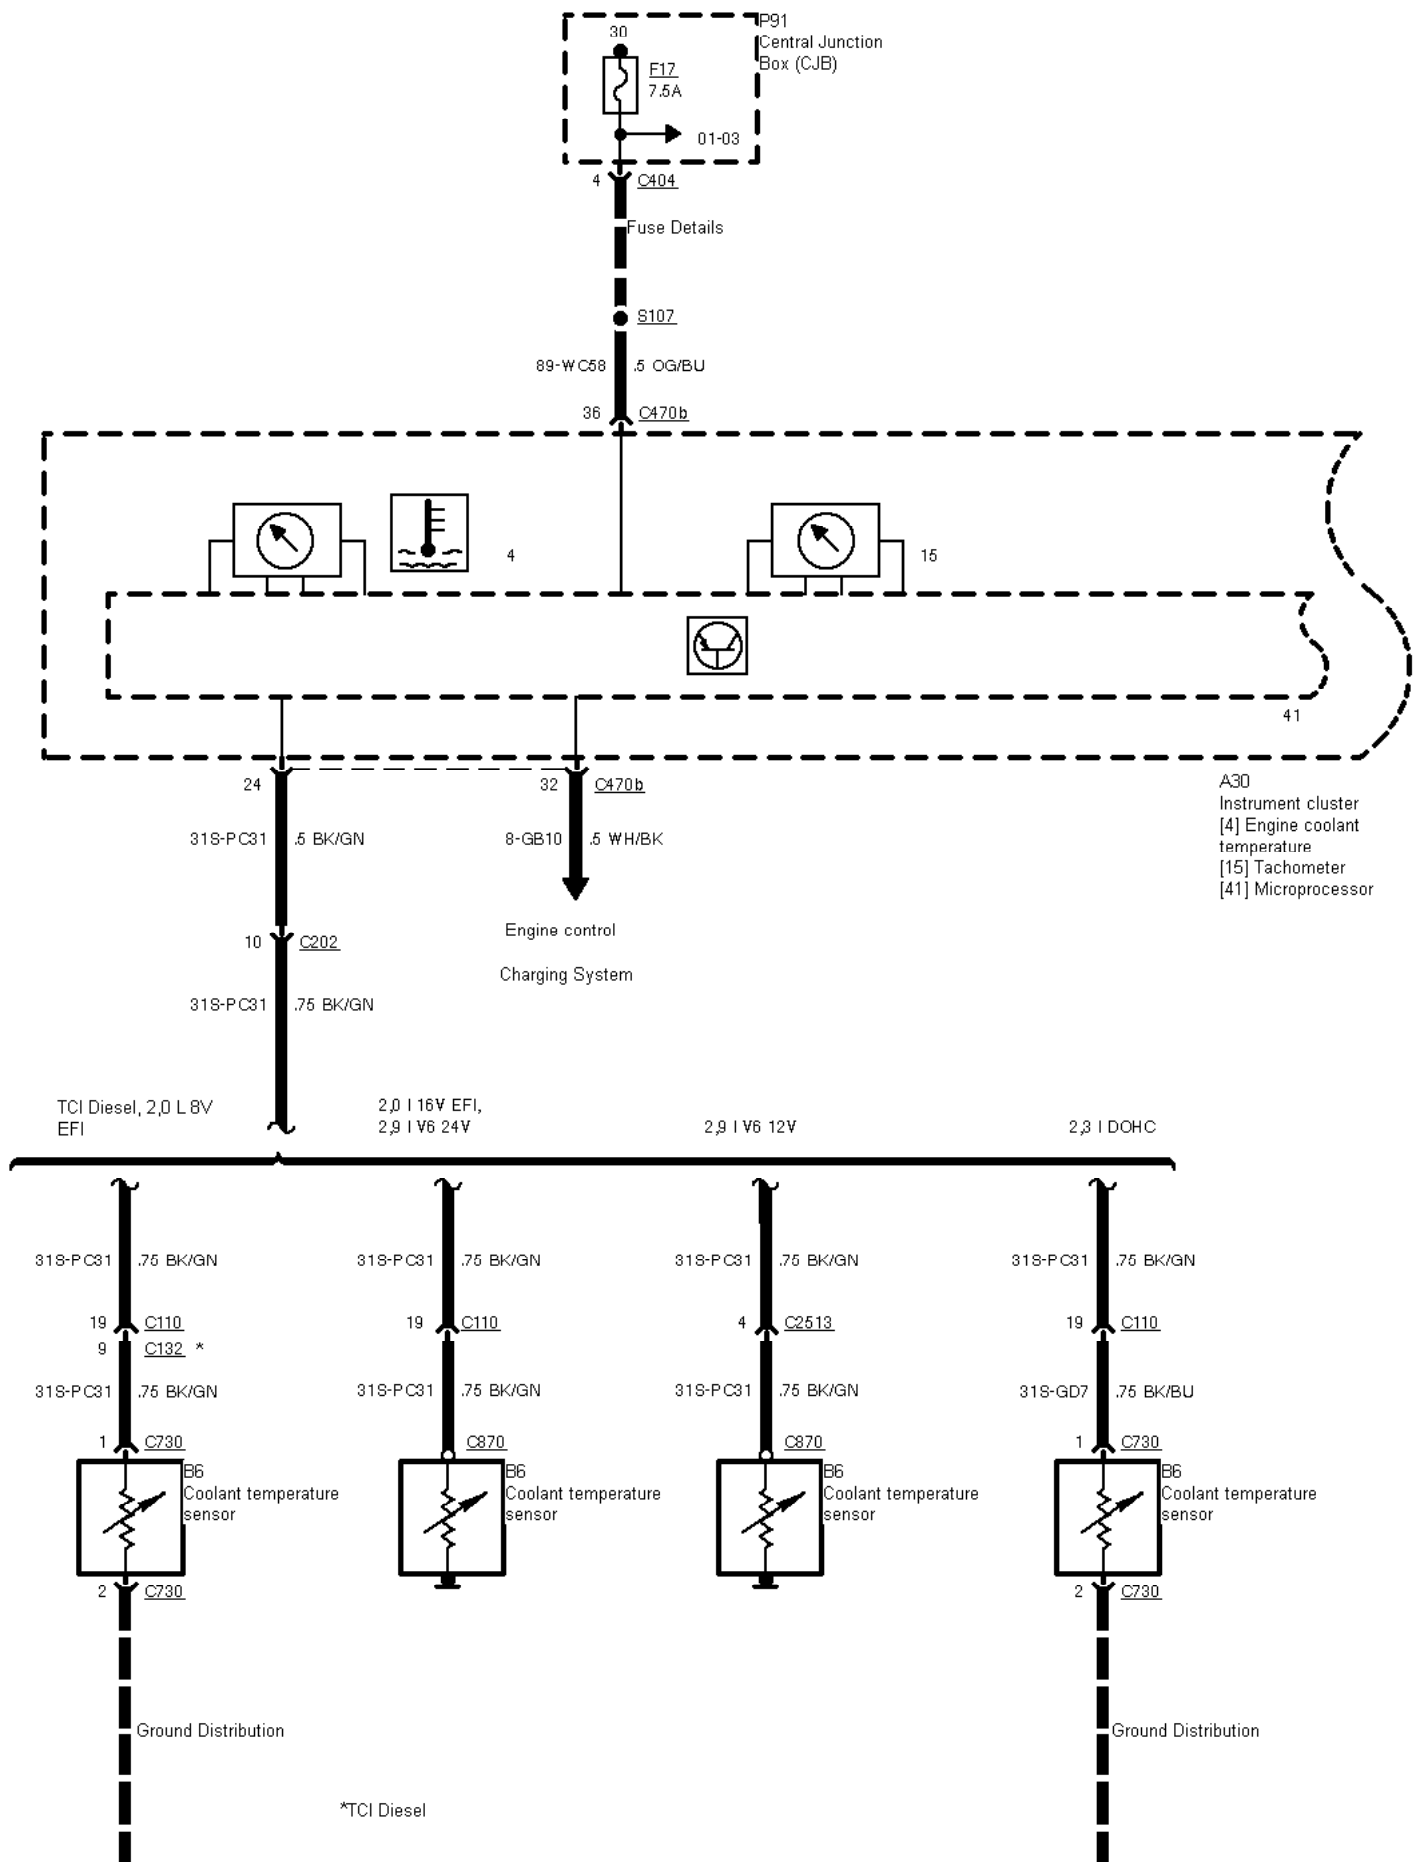 P91
30
Central Junction
Box (CJB)
F17
7.5A
01-03
4 C404
Fuse Details
S107
89-WC58 .5 OG/BU
36 C470b
4
15
41
24
32 C470b
A30
Instrument cluster
[4] Engine coolant
temperature
[15] Tachometer
[41] Microprocessor
31S-PC31 .5 BK/GN
8-GB10 .5 WH/BK
Engine control
10 C202
Charging System
31S-PC31 .75 BK/GN
TCI Diesel, 2,0 L 8V
EFI
2,0 l 16V EFI,
2,9 l V6 24V
2,9 l V6 12V
2,3 l DOHC
31S-PC31 .75 BK/GN
31S-PC31 .75 BK/GN
31S-PC31 .75 BK/GN
31S-PC31 .75 BK/GN
19 C110
19 C110
4 C2513
19 C110
9 C132 *
31S-PC31 .75 BK/GN
31S-PC31 .75 BK/GN
31S-PC31 .75 BK/GN
31S-GD7 .75 BK/BU
1 C730
C870
C870
1 C730
B6
Coolant temperature
sensor
B6
Coolant temperature
sensor
B6
Coolant temperature
sensor
B6
Coolant temperature
sensor
2 C730
2 C730
Ground Distribution
Ground Distribution
*TCI Diesel